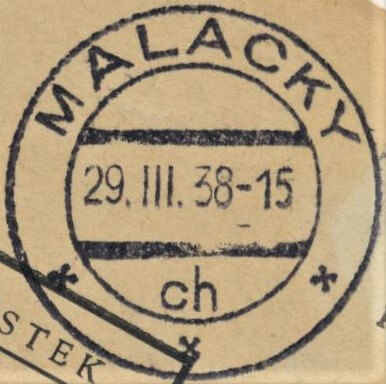 MALACKY
29. III. 38-15
ch
STEK